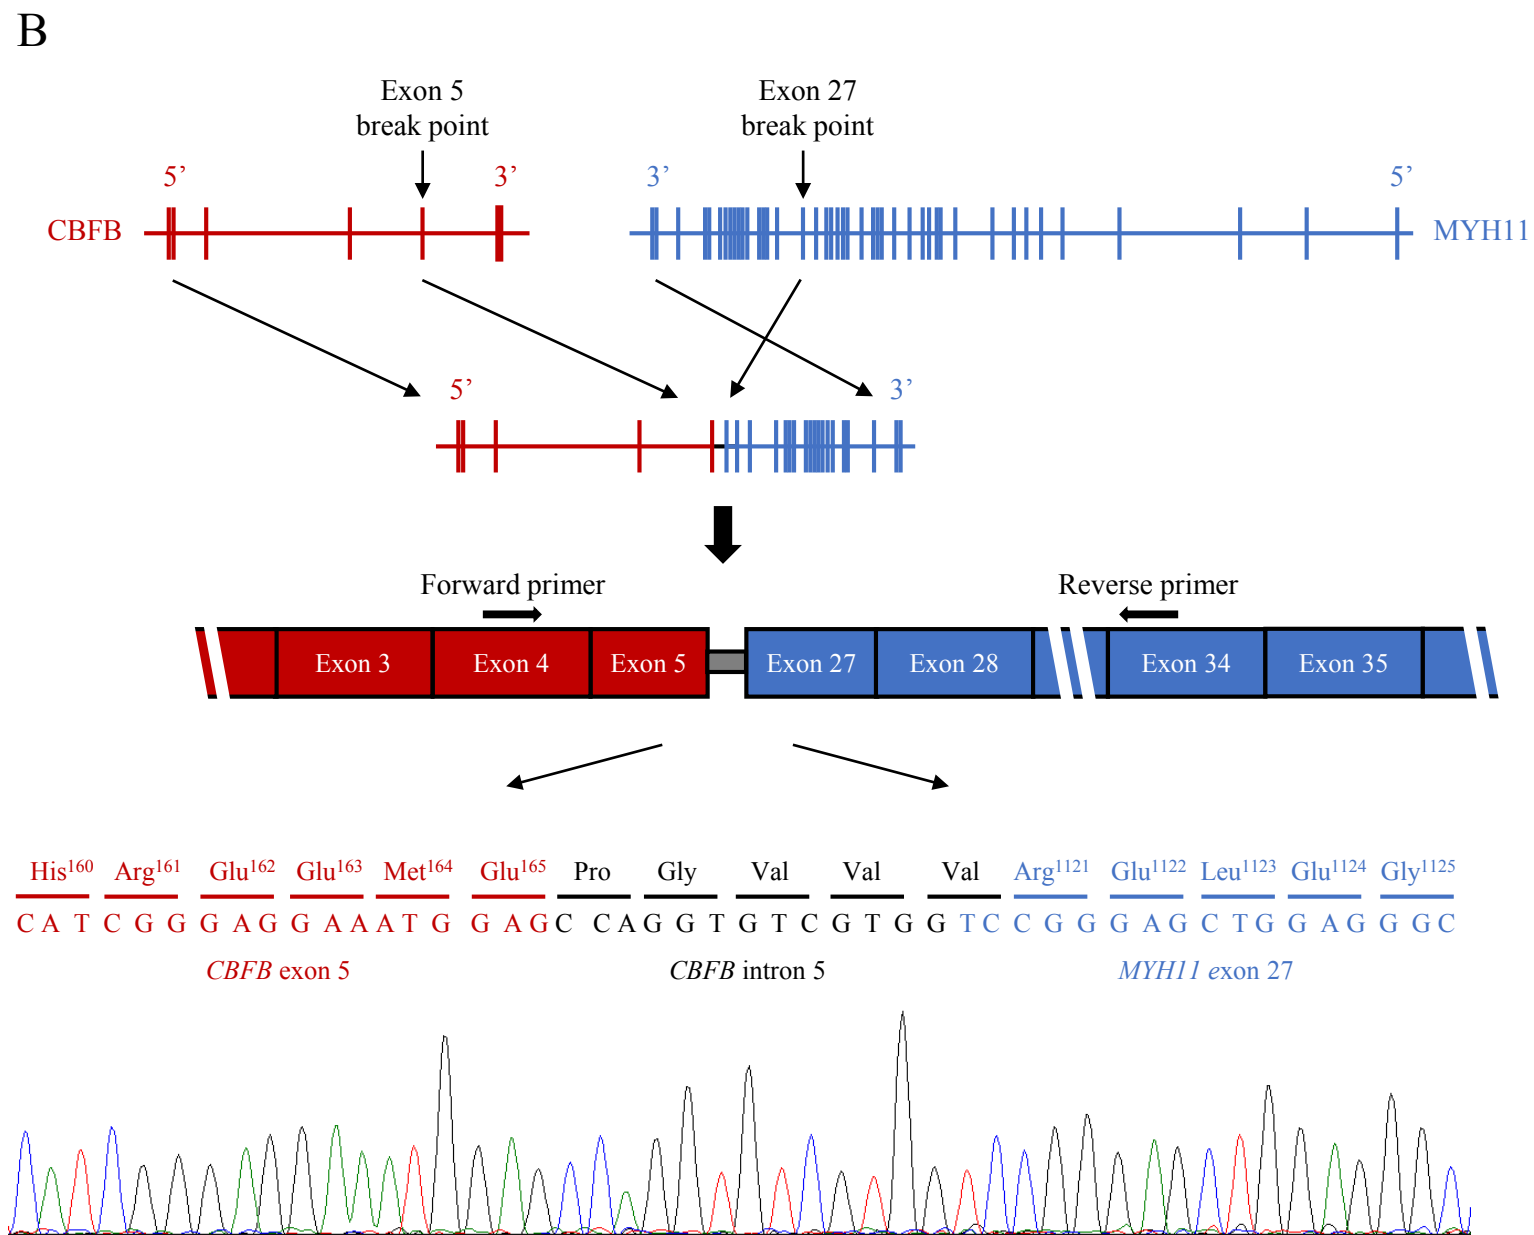 B
Exon 5
break point
Exon 27
break point
5’
3’
3’
5’
CBFB
MYH11
5’
3’
Forward primer
Reverse primer
Exon 3 Exon 4 Exon 5 Exon 27 Exon 28 Exon 34 Exon 35
His160 Arg161 Glu162 Glu163 Met164 Glu165 Pro Gly Val Val Val Arg1121 Glu1122 Leu1123 Glu1124 Gly1125
C A T C G G G A G G A A A T G G A G C C A G G T G T C G T G G T C C G G G A G C T G G A G G G C
CBFB exon 5
CBFB intron 5
MYH11 exon 27